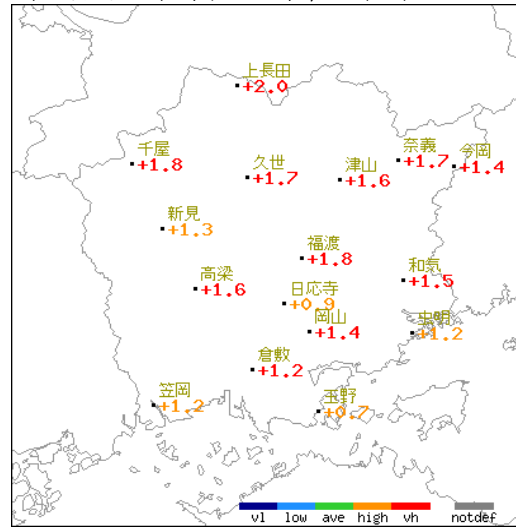 上長田
+2.0
千屋
+1.8
久世
+1.7
津山
+1.6
奈義
+1.7
今岡
+1.4
新見
+1.3
福渡
+1.8
高梁
+1.6
日応寺
+0.9
和気
+1.5
岡山
+1.4
虫明
+1.2
倉敷
+1.2
笠岡
+1.2
玉野
+0.7
vl low ave high vh notdef